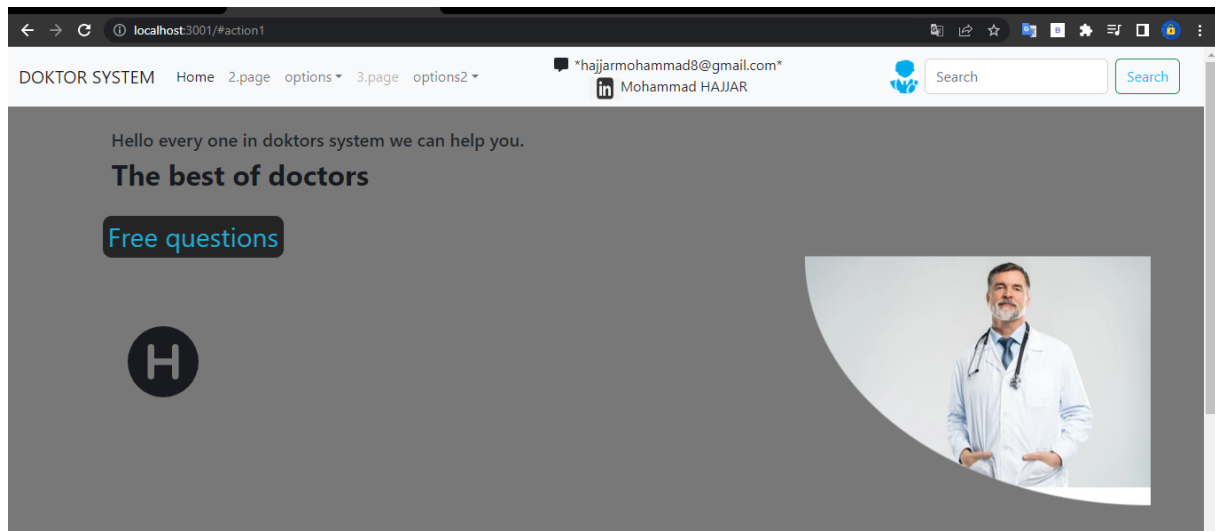 localhost:3001/#action1
DOKTOR SYSTEM Home 2.page options 3.page options2 *hajjarmohammad8@gmail.com* Search Search
in Mohammad HAJJAR
Hello every one in doktors system we can help you.
The best of doctors
Free questions
H